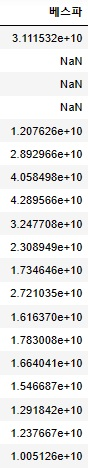 베스파
3.111532e+10
NaN
NaN
NaN
1.207626e+10
2.892966e+10
4.058498e+10
4.289566e+10
3.247708e+10
2.308949e+10
1.734646e+10
2.721035e+10
1.616370e+10
1.783008e+10
1.664041e+10
1.546687e+10
1.291842e+10
1.237667e+10
1.005126e+10